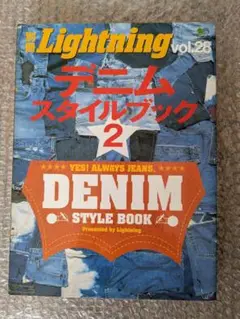 別冊 Lightning vol.28
デニム
スタイルブック
2
YES! ALWAYS JEANS.
DENIM
STYLE BOOK
Presented by Lightning